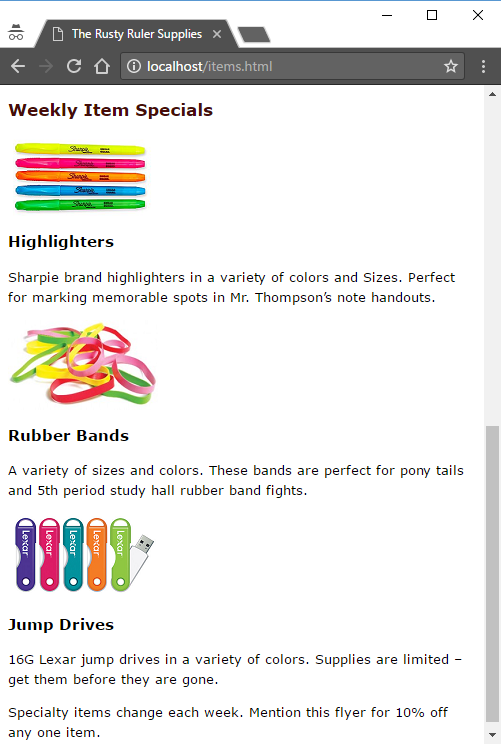 The Rusty Ruler Supplies
localhost/items.html
Weekly Item Specials
Sharpie
Sharpie
Sharpie
Sharpie
Sharpie
Highlighters
Sharpie brand highlighters in a variety of colors and Sizes. Perfect
for marking memorable spots in Mr. Thompson’s note handouts.
Rubber Bands
A variety of sizes and colors. These bands are perfect for pony tails
and 5th period study hall rubber band fights.
Lexar Lexar Lexar Lexar Lexar
Jump Drives
16G Lexar jump drives in a variety of colors. Supplies are limited –
get them before they are gone.
Specialty items change each week. Mention this flyer for 10% off
any one item.